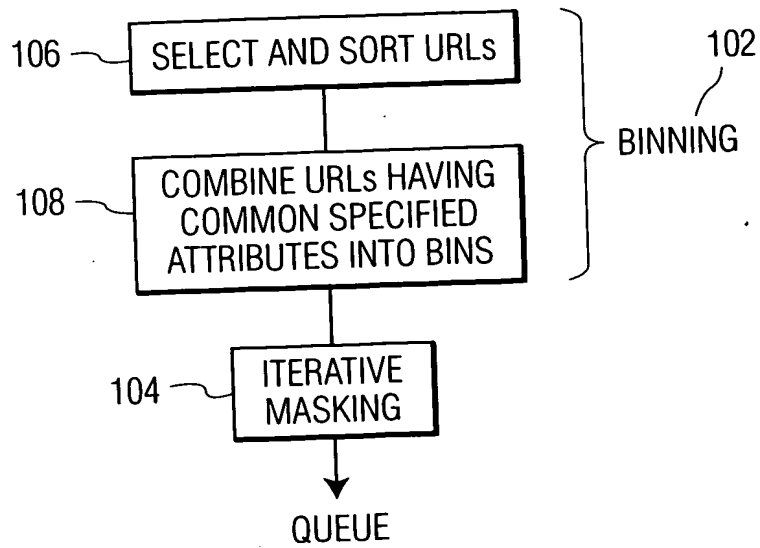 106
SELECT AND SORT URLs
102
BINNING
108
COMBINE URLs HAVING
COMMON SPECIFIED
ATTRIBUTES INTO BINS
104
ITERATIVE
MASKING
QUEUE